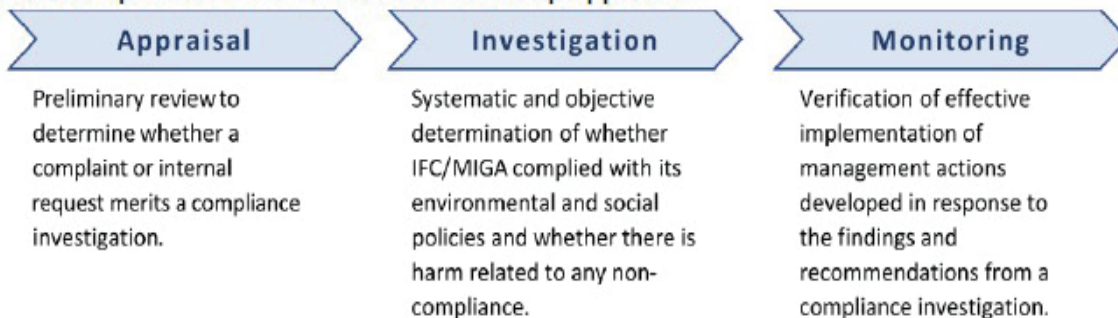 Appraisal
Preliminary review to
determine whether a
complaint or internal
request merits a compliance
investigation.
Investigation
Systematic and objective
determination of whether
IFC/MIGA complied with its
environmental and social
policies and whether there is
harm related to any non-
compliance.
Monitoring
Verification of effective
implementation of
management actions
developed in response to
the findings and
recommendations from a
compliance investigation.